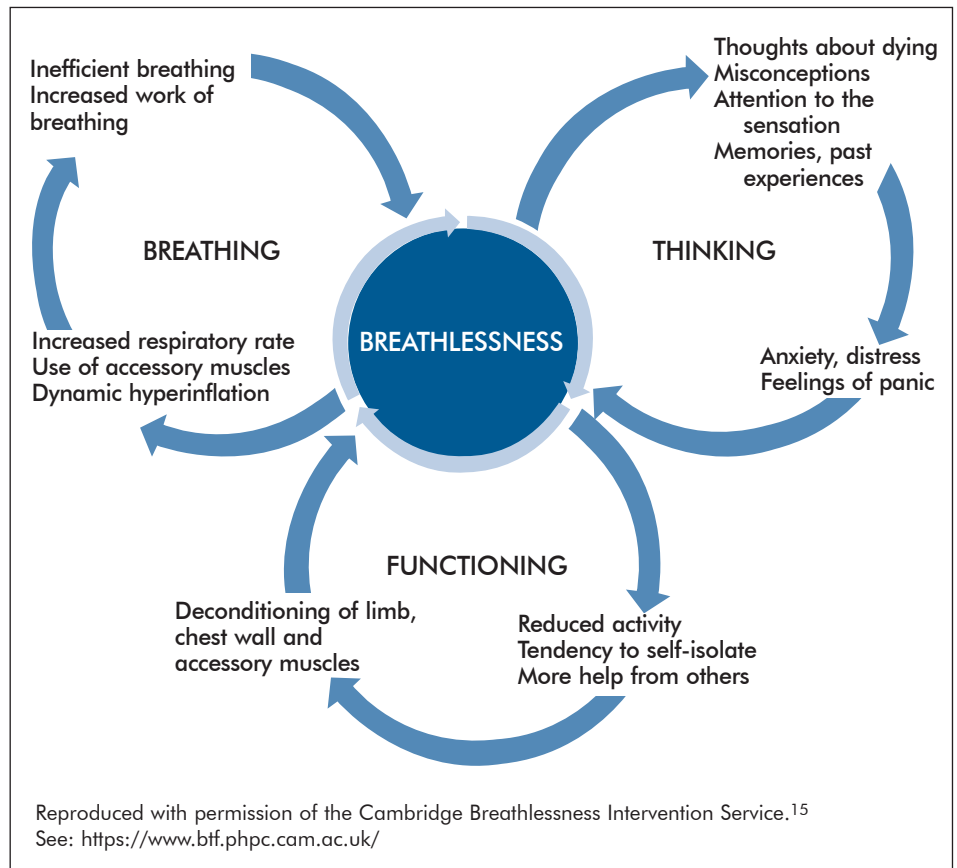 Inefficient breathing
Increased work of
breathing
Thoughts about dying
Misconceptions
Attention to the
sensation
Memories, past
experiences
BREATHING
THINKING
BREATHLESSNESS
Increased respiratory rate
Use of accessory muscles
Dynamic hyperinflation
Anxiety, distress
Feelings of panic
FUNCTIONING
Deconditioning of limb,
chest wall and
accessory muscles
Reduced activity
Tendency to self-isolate
More help from others
Reproduced with permission of the Cambridge Breathlessness Intervention Service.15
See: https://www.btf.phpc.cam.ac.uk/